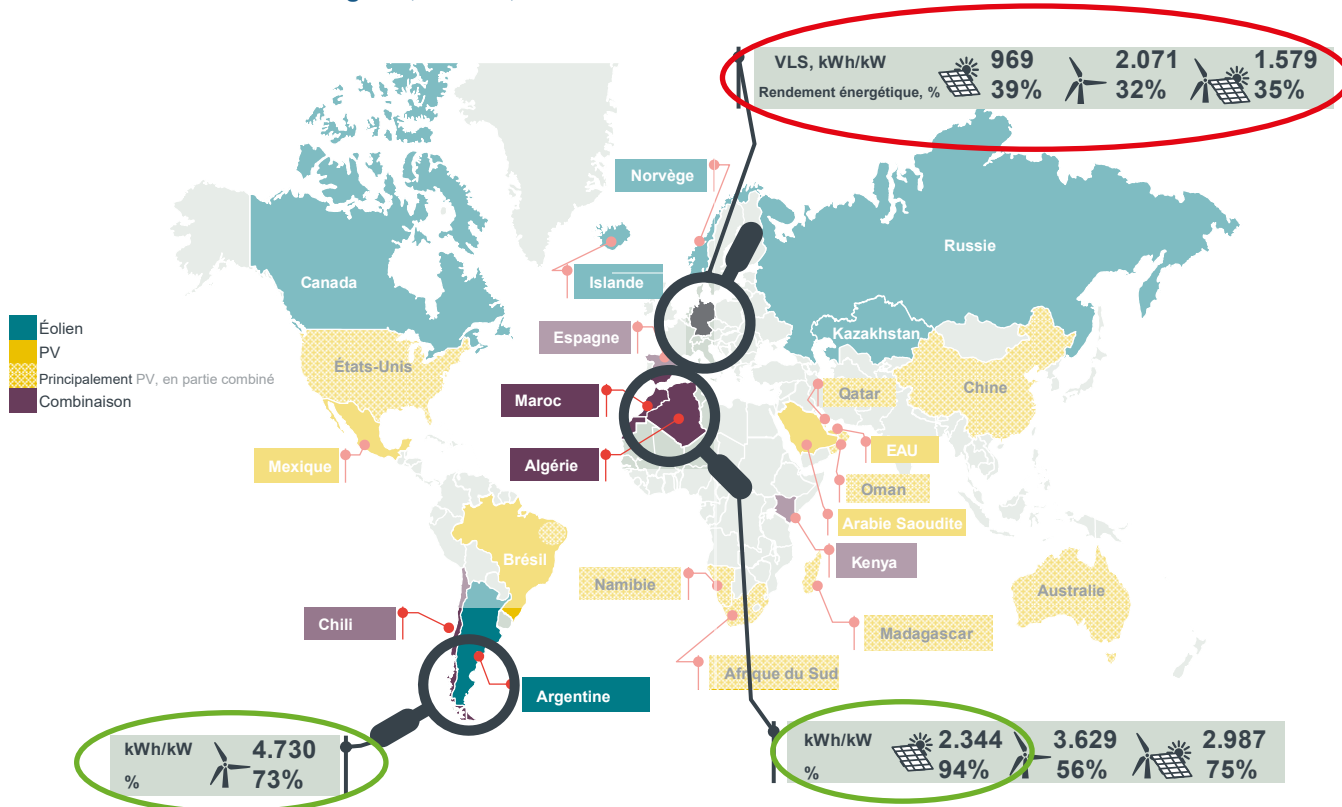 VLS, kWh/kW 969 2.071 1.579
Rendement énergétique, % 39% 32% 35%
Norvège
Russie
Canada
Islande
Éolien
PV
Principalement PV, en partie combiné
Combinaison
Espagne
Kazakhstan
États-Unis
Chine
Qatar
Maroc
EAU
Algérie
Mexique
Oman
Arabie Saoudite
Brésil
Kenya
Namibie
Australie
Chili
Madagascar
Afrique du Sud
Argentine
kWh/kW 4.730
% 73%
kWh/kW 2.344 3.629 2.987
% 94% 56% 75%